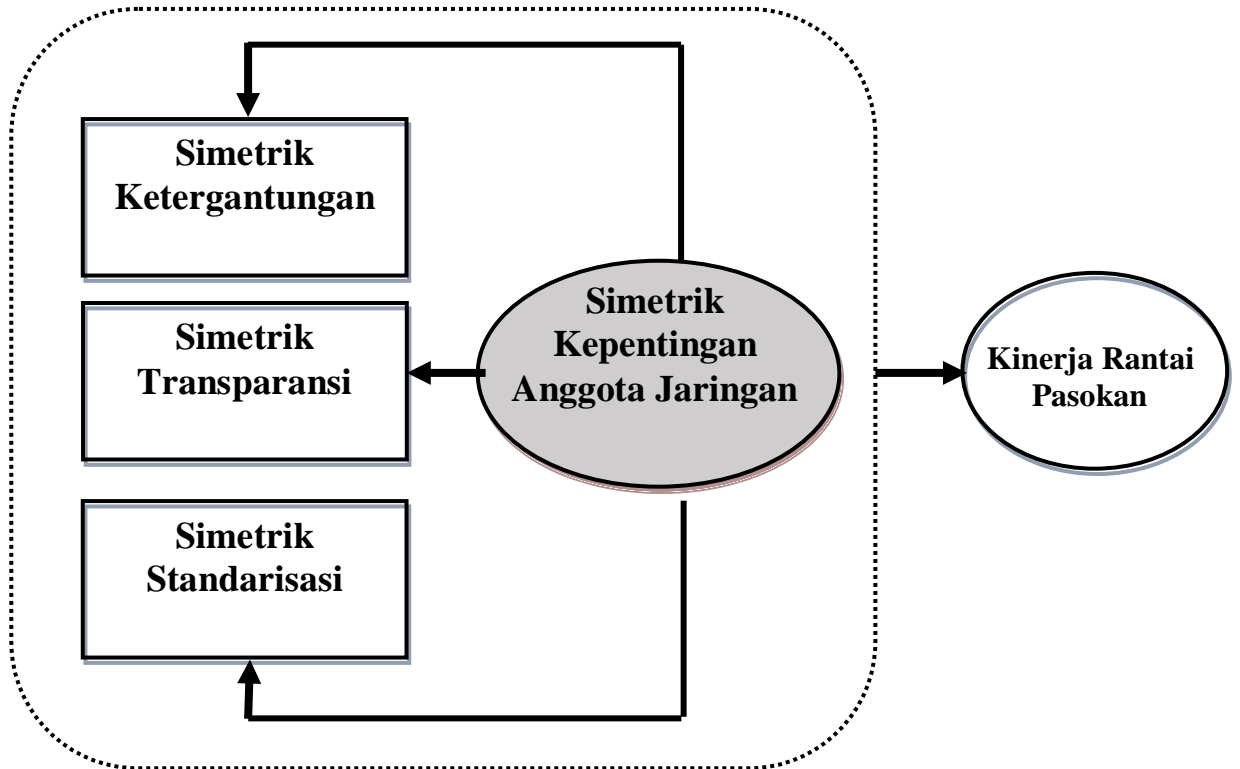 Simetrik
Ketergantungan
Simetrik
Transparansi
Simetrik
Standarisasi
Simetrik
Kepentingan
Anggota Jaringan
Kinerja Rantai
Pasokan